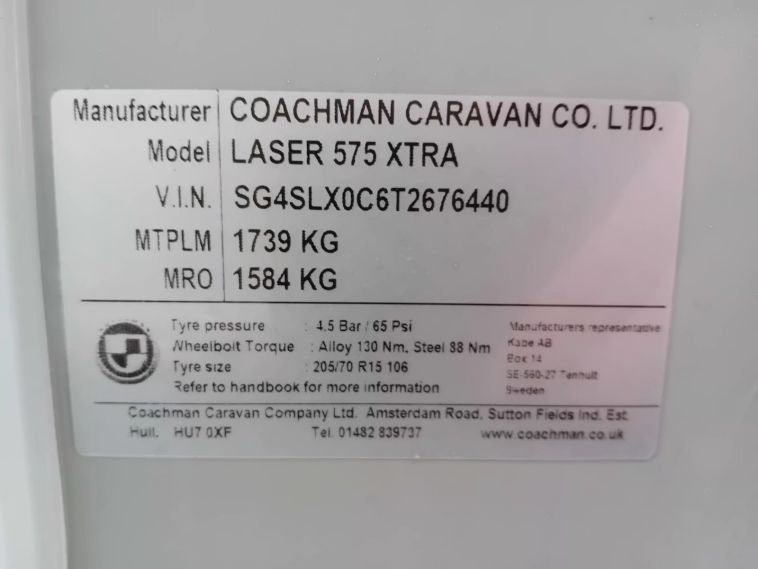 Manufacturer COACHMAN CARAVAN CO. LTD.
Model LASER 575 XTRA
V.I.N. SG4SLX0C6T2676440
MTPLM 1739 KG
MRO 1584 KG
Tyre pressure : 4.5 Bar / 65 Psi
Wheelbolt Torque : Alloy 130 Nm, Steel 88 Nm
Tyre size : 205/70 R15 106
Refer to handbook for more information
Manufacturers representative
Kabe AB
Box 14
SE-560-27 Tenhult
Sweden
Coachman Caravan Company Ltd. Amsterdam Road, Sutton Fields Ind. Est.
Hull. HU7 0XF Tel. 01482 839737 www.coachman.co.uk